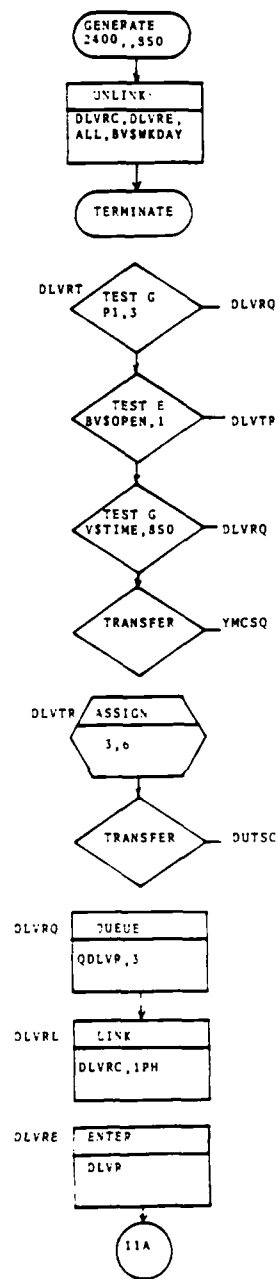 GENERATE
2400,,850
UNLINK
DLVRC,DLVRE,
ALL,BV$WKDAY
TERMINATE
DLVRT
TEST G
P1,3
DLVRQ
TEST E
BV$OPEN,1
DLVTR
TEST G
V$TIME,850
DLVRQ
TRANSFER
YMCSQ
DLVTR
ASSIGN
3,6
TRANSFER
OUTSC
DLVRQ
QUEUE
QDLVR,3
DLVRL
LINK
DLVRC,1PH
DLVRE
ENTER
DLVR
11A